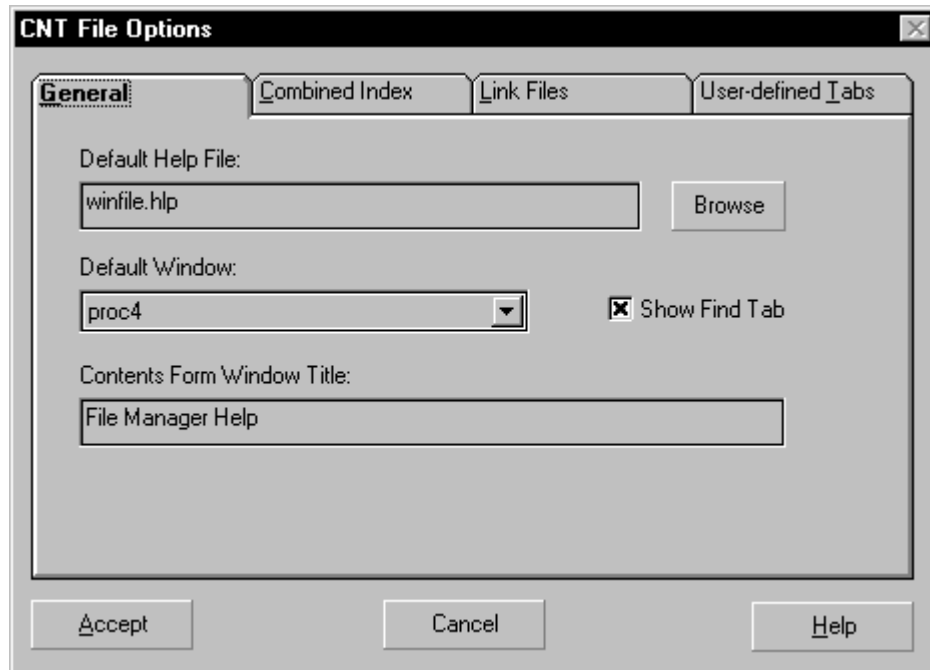 CNT File Options
General Combined Index Link Files User-defined Tabs
Default Help File:
winfile.hlp Browse
Default Window:
proc4 Show Find Tab
Contents Form Window Title:
File Manager Help
Accept Cancel Help